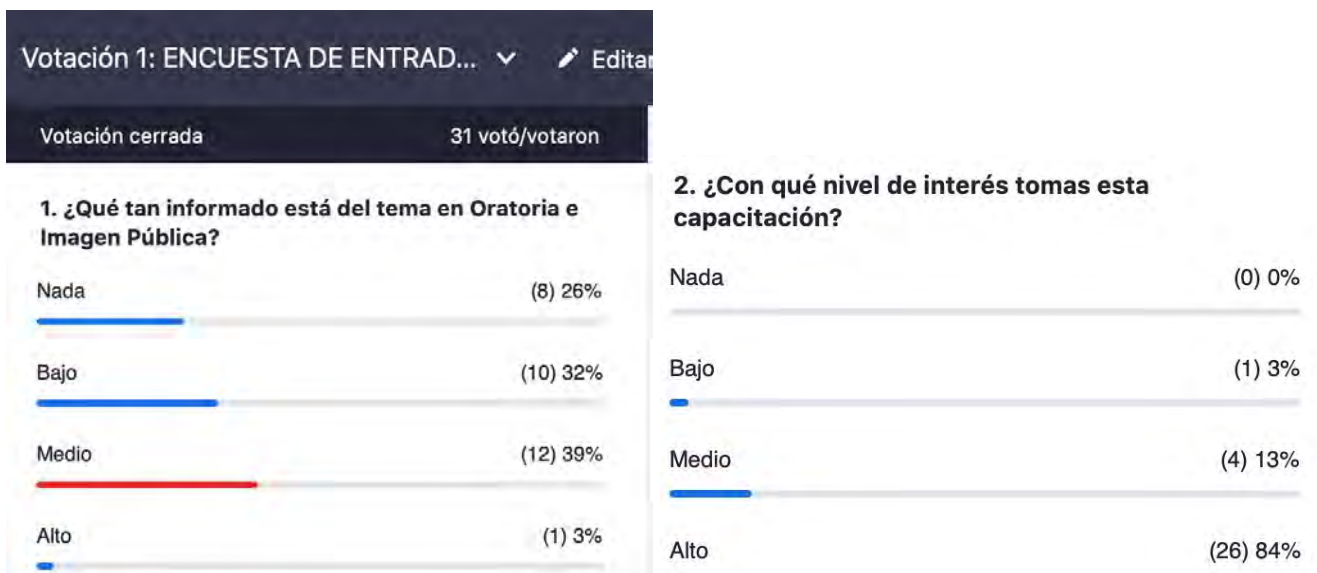 Votación 1: ENCUESTA DE ENTRAD...
Editar
Votación cerrada
31 votó/votaron
1. ¿Qué tan informado está del tema en Oratoria e
Imagen Pública?
Nada
(8) 26%
Bajo
(10) 32%
Medio
(12) 39%
Alto
(1) 3%
2. ¿Con qué nivel de interés tomas esta
capacitación?
Nada
(0) 0%
Bajo
(1) 3%
Medio
(4) 13%
Alto
(26) 84%